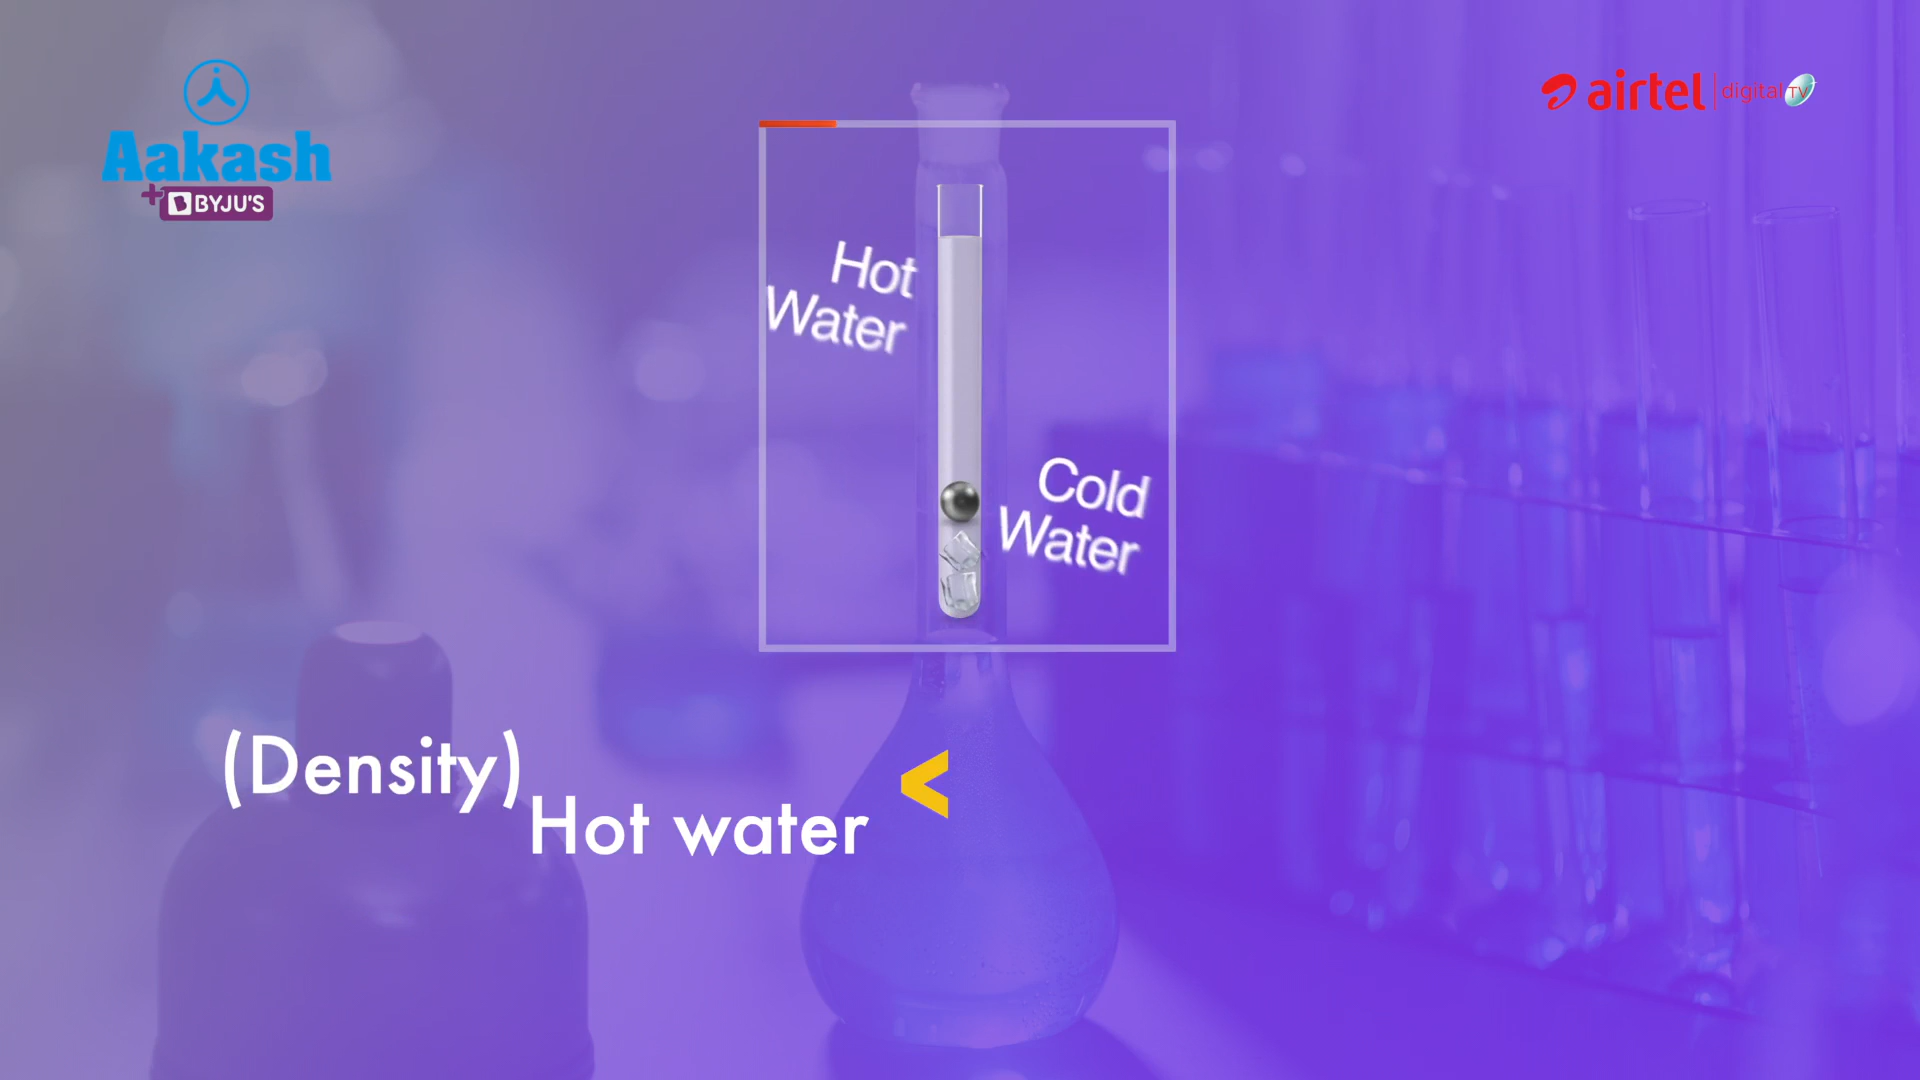 Aakash
+ BYJU'S
airtel digital TV
Hot
Water
Cold
Water
(Density)
Hot water <